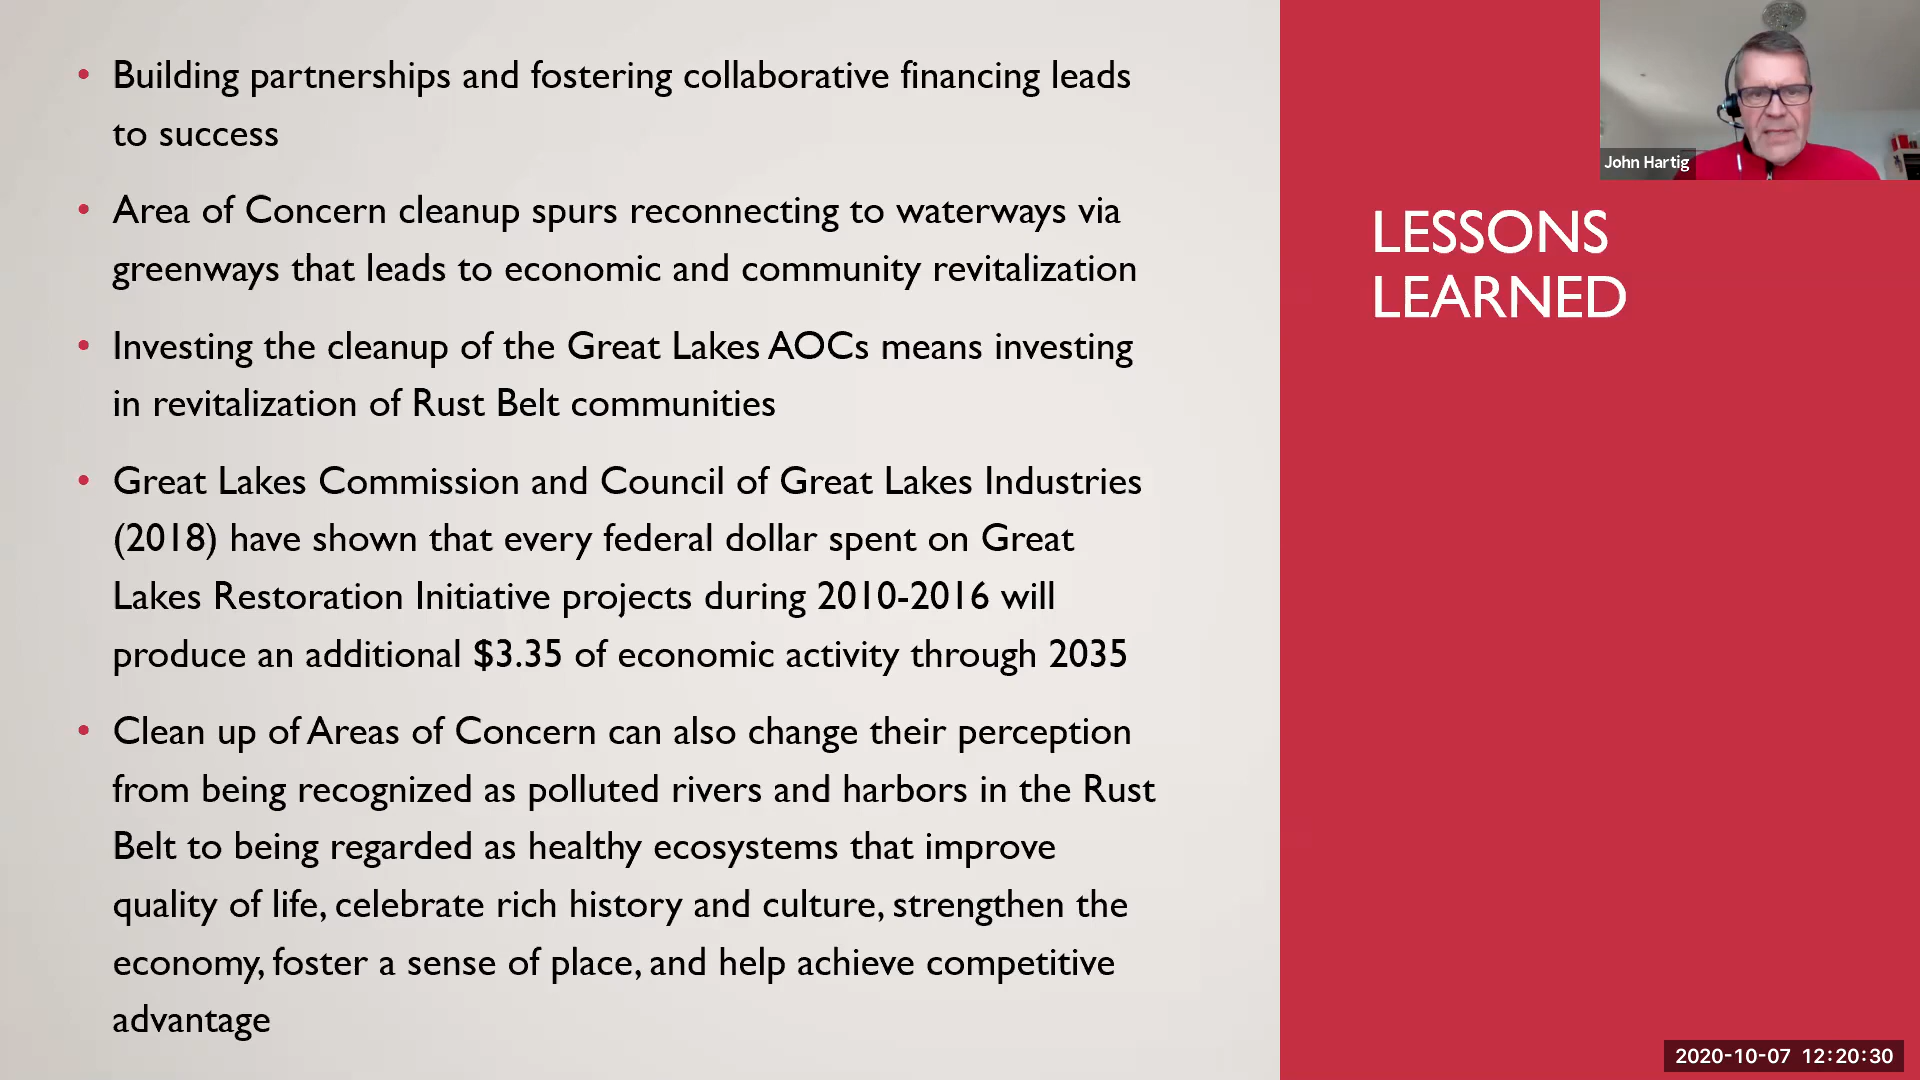 • Building partnerships and fostering collaborative financing leads
to success
• Area of Concern cleanup spurs reconnecting to waterways via
greenways that leads to economic and community revitalization
• Investing the cleanup of the Great Lakes AOCs means investing
in revitalization of Rust Belt communities
• Great Lakes Commission and Council of Great Lakes Industries
(2018) have shown that every federal dollar spent on Great
Lakes Restoration Initiative projects during 2010-2016 will
produce an additional $3.35 of economic activity through 2035
• Clean up of Areas of Concern can also change their perception
from being recognized as polluted rivers and harbors in the Rust
Belt to being regarded as healthy ecosystems that improve
quality of life, celebrate rich history and culture, strengthen the
economy, foster a sense of place, and help achieve competitive
advantage
John Hartig
LESSONS
LEARNED
2020-10-07 12:20:30